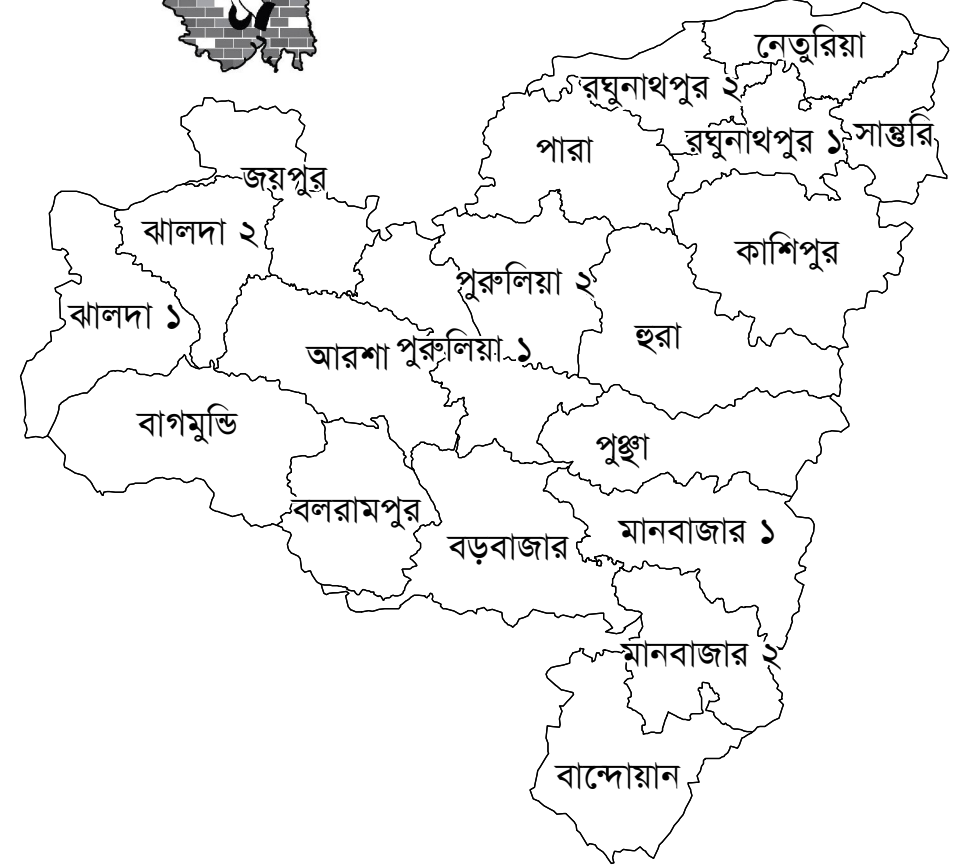 নেতুরিয়া
রঘুনাথপুর ২
সান্তুরি
রঘুনাথপুর ১
পারা
জয়পুর
ঝালদা ২
কাশিপুর
পুরুলিয়া ২
ঝালদা ১
হুরা
আরশা
পুরুলিয়া ১
বাগমুন্ডি
পুঞ্ছা
বলরামপুর
মানবাজার ১
বড়বাজার
মানবাজার ২
বান্দোয়ান